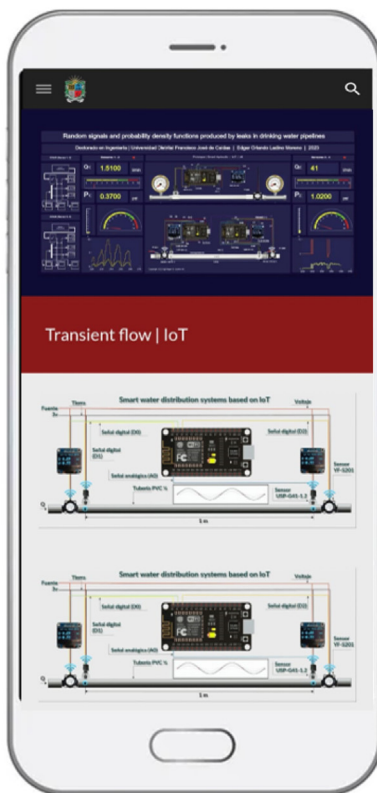 Random signals and probability density functions produced by leaks in drinking water pipelines
Doctorado en Ingeniería | Universidad Distrital Francisco José de Caldas | Edgar Orlando Ladino Moreno | 2023
1.5100
0.3700
41
1.0200
Transient flow | IoT
Smart water distribution systems based on IoT
Fuente
Tierra
Voltaje
3v
Señal digital (D0)
Señal digital (D2)
Señal digital
(D1)
Señal analógica (A0)
Sensor
YF-S201
Tubería PVC ½
Sensor
USP-G41-1.2
Q
1 m
Smart water distribution systems based on IoT
Fuente
Tierra
Voltaje
3v
Señal digital (D0)
Señal digital (D2)
Señal digital
(D1)
Señal analógica (A0)
Sensor
YF-S201
Tubería PVC ½
Sensor
USP-G41-1.2
Q
1 m